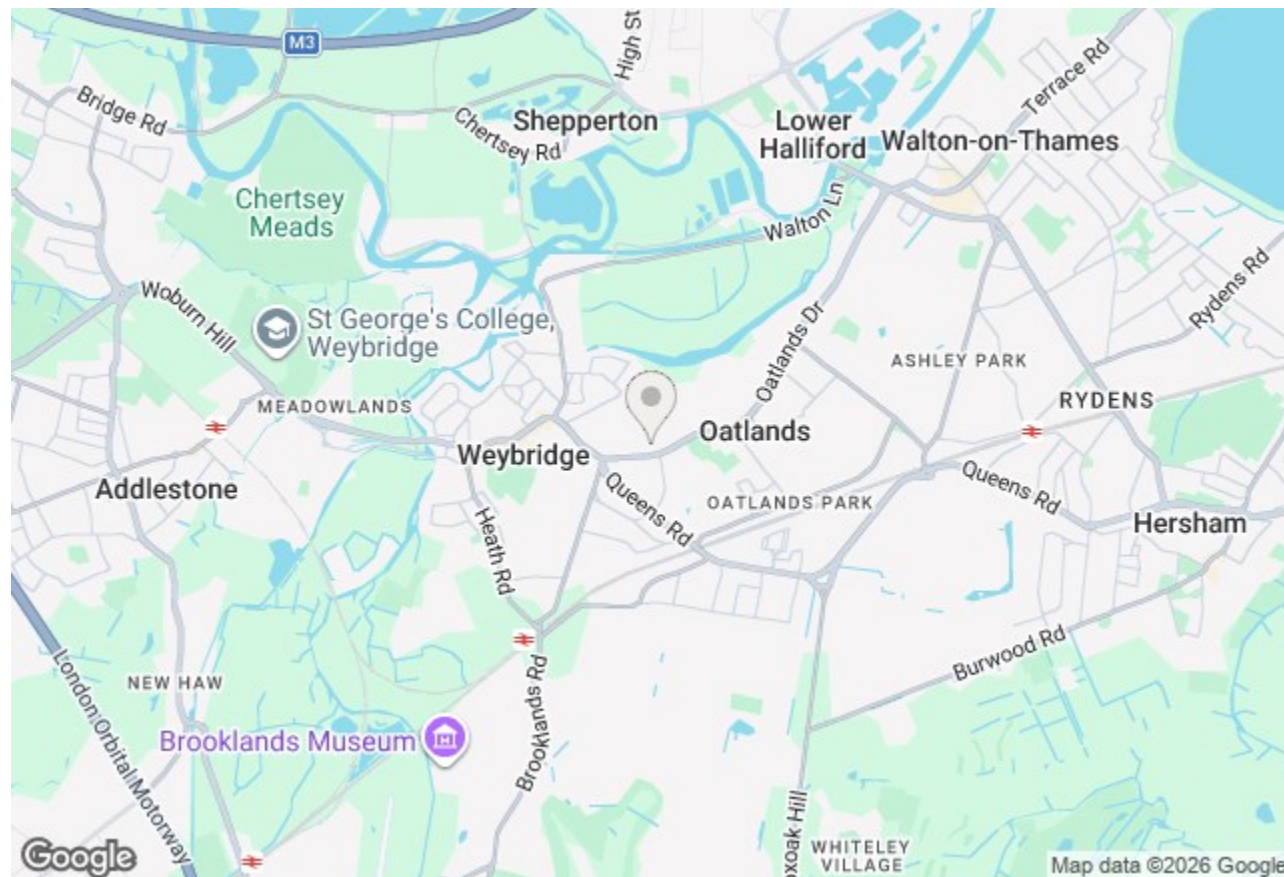 M3
High St
Terrace Rd
Bridge Rd
Chertsey Rd
Shepperton
Lower
Halliford
Walton-on-Thames
Chertsey
Meads
Walton Ln
Woburn Hill
St George's College,
Weybridge
Rydens Rd
Oatlands Dr
ASHLEY PARK
MEADOWLANDS
RYDENS
Oatlands
Weybridge
Addlestone
Queens Rd
OATLANDS PARK
Queens Rd
Hersham
Heath Rd
Burwood Rd
London Orbital Motorway
NEW HAW
Brooklands Museum
Brooklands Rd
oxoak Hill
WHITELEY
VILLAGE
Google
Map data ©2026 Google